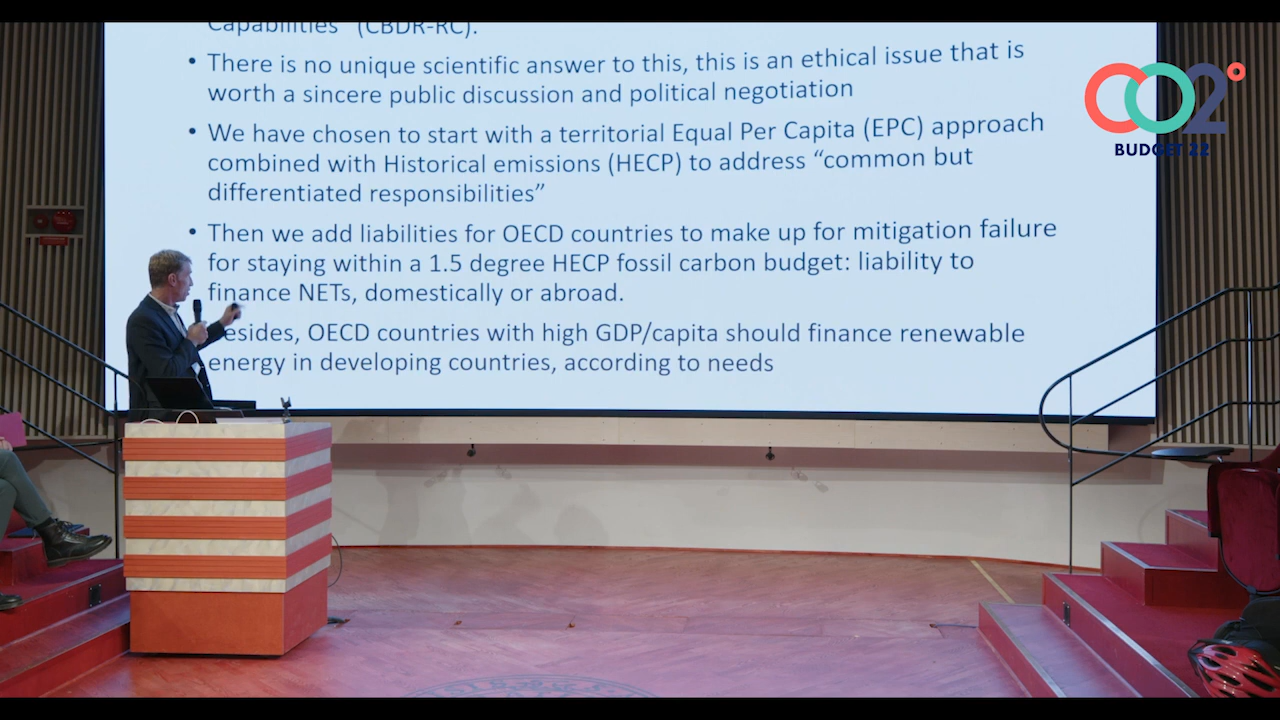 Capabilities" (CBDR-RC).
• There is no unique scientific answer to this, this is an ethical issue that is
worth a sincere public discussion and political negotiation
• We have chosen to start with a territorial Equal Per Capita (EPC) approach
combined with Historical emissions (HECP) to address “common but
differentiated responsibilities”
• Then we add liabilities for OECD countries to make up for mitigation failure
for staying within a 1.5 degree HECP fossil carbon budget: liability to
finance NETs, domestically or abroad.
esides, OECD countries with high GDP/capita should finance renewable
energy in developing countries, according to needs
CO2°
BUDGET 22